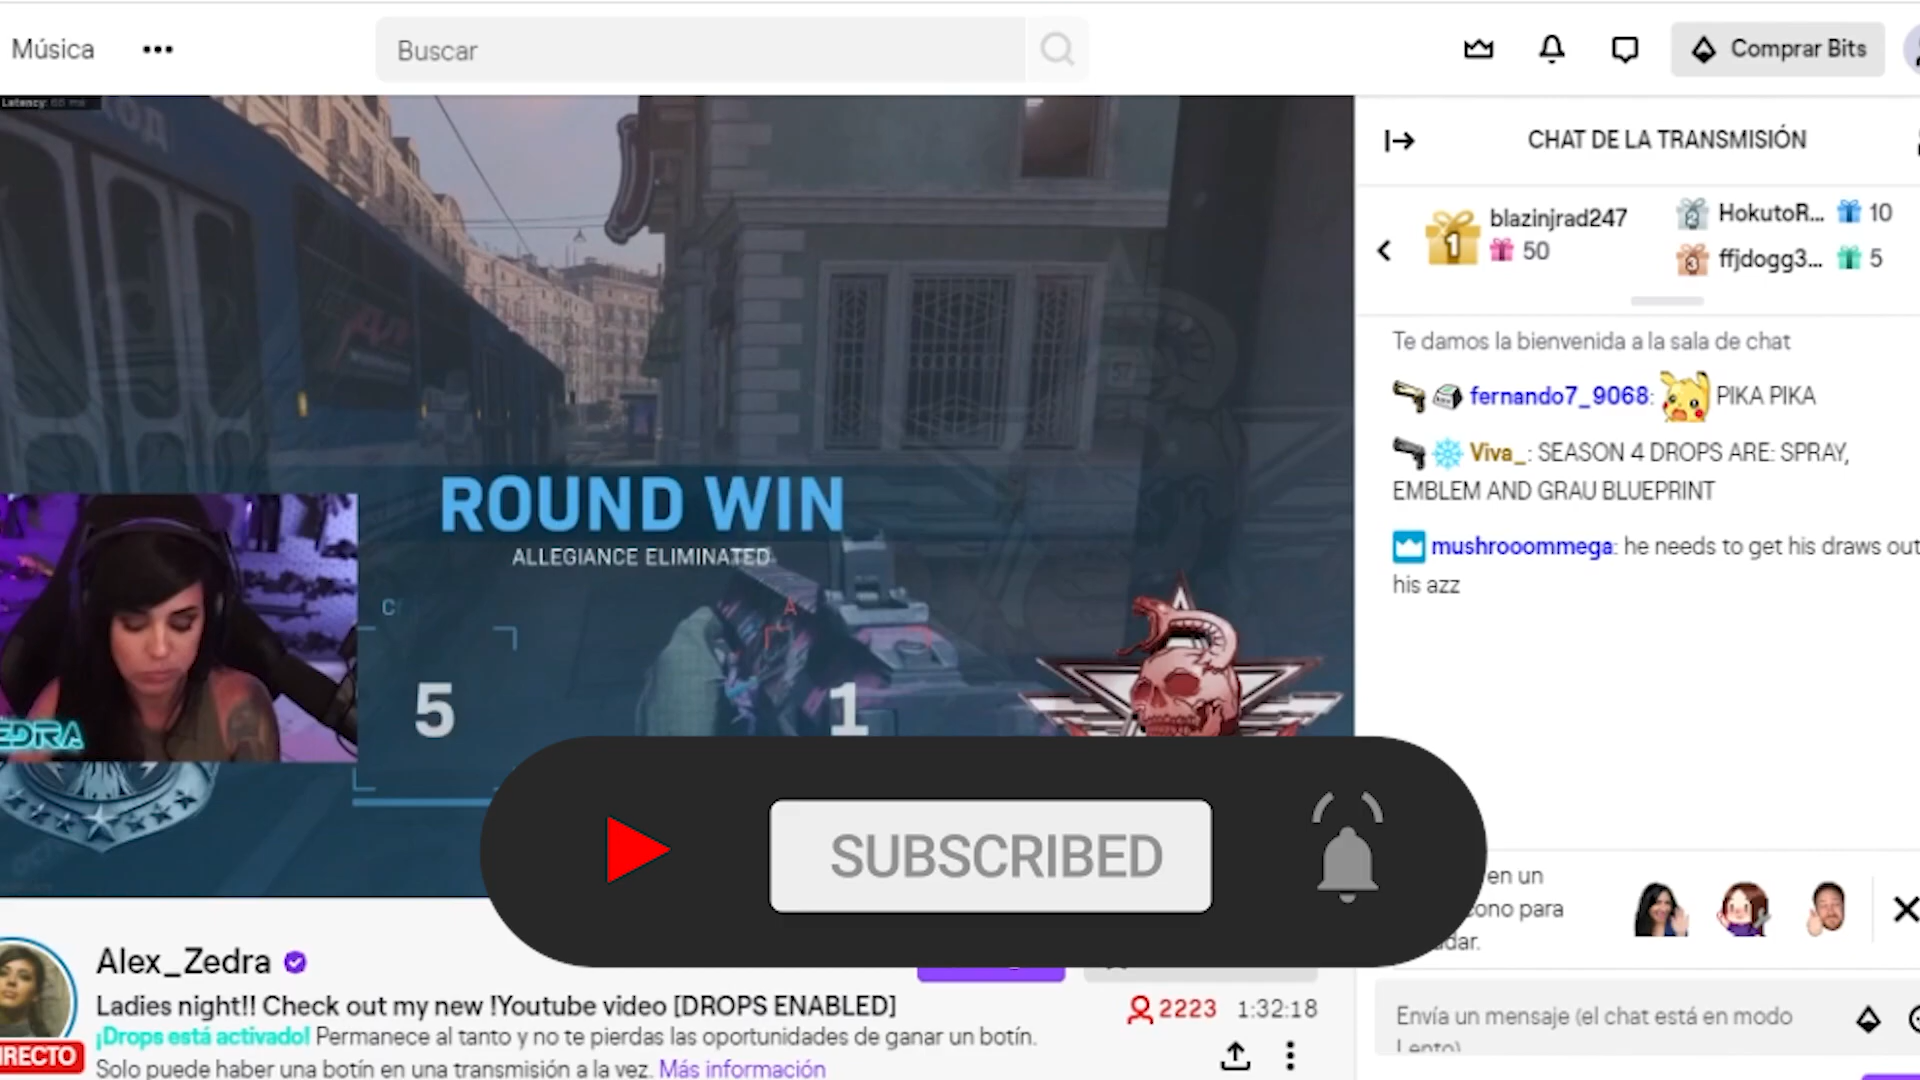 Música
Buscar
Comprar Bits
Latency: 66 ms
CHAT DE LA TRANSMISIÓN
blazinjrad247
50
HokutoR... 10
ffjdogg3... 5
Te damos la bienvenida a la sala de chat
fernando7_9068: PIKA PIKA
Viva_: SEASON 4 DROPS ARE: SPRAY,
EMBLEM AND GRAU BLUEPRINT
mushrooommega: he needs to get his draws out
his azz
ROUND WIN
ALLEGIANCE ELIMINATED
A
5
1
EDRA
SUBSCRIBED
en un
cono para
dar.
Alex_Zedra
Ladies night!! Check out my new !Youtube video [DROPS ENABLED]
2223 1:32:18
¡Drops está activado! Permanece al tanto y no te pierdas las oportunidades de ganar un botín.
IRECTO
Solo puede haber una botín en una transmisión a la vez. Más información
Envía un mensaje (el chat está en modo
Lento)